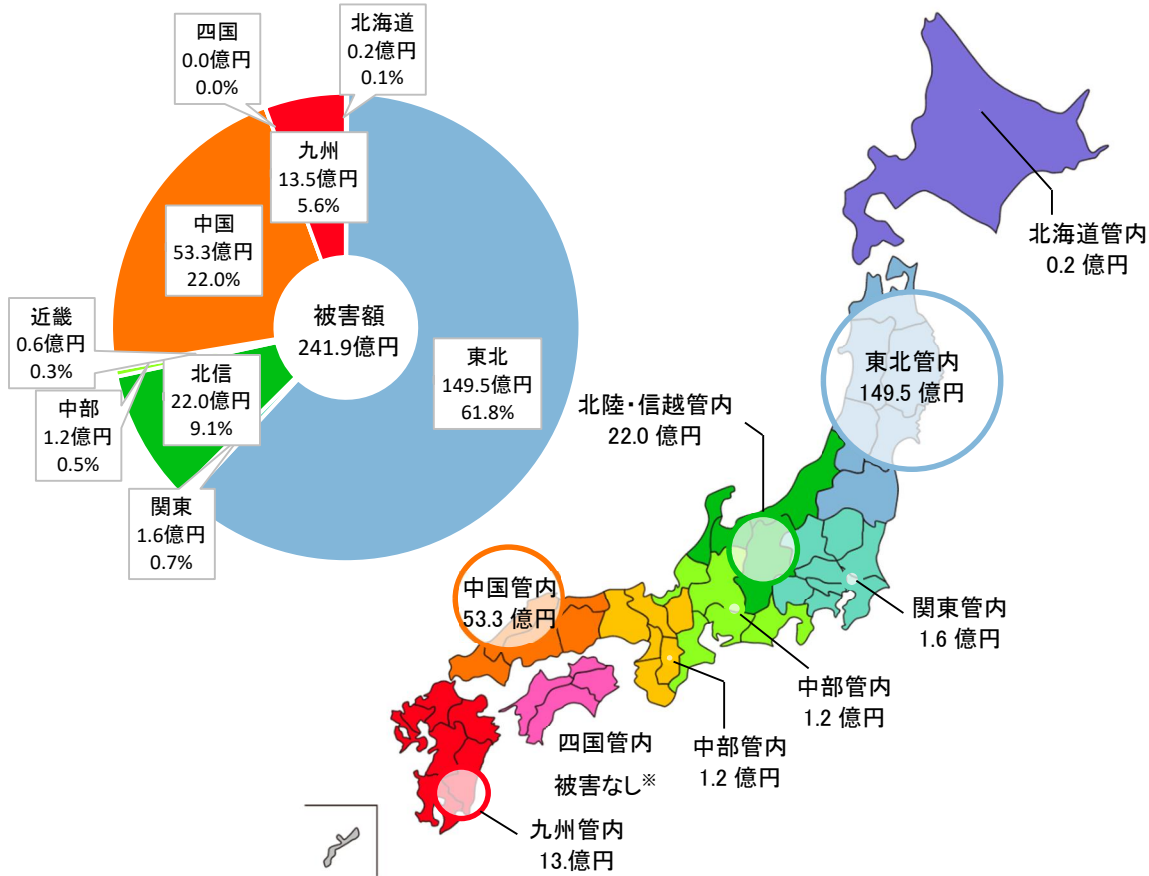 四国
0.0億円
0.0%
北海道
0.2億円
0.1%
九州
13.5億円
5.6%
中国
53.3億円
22.0%
近畿
0.6億円
0.3%
北信
22.0億円
9.1%
中部
1.2億円
0.5%
関東
1.6億円
0.7%
被害額
241.9億円
東北
149.5億円
61.8%
北海道管内
0.2 億円
東北管内
149.5 億円
北陸・信越管内
22.0 億円
中国管内
53.3 億円
関東管内
1.6 億円
中部管内
1.2 億円
中部管内
1.2 億円
四国管内
被害なし※
九州管内
13.億円